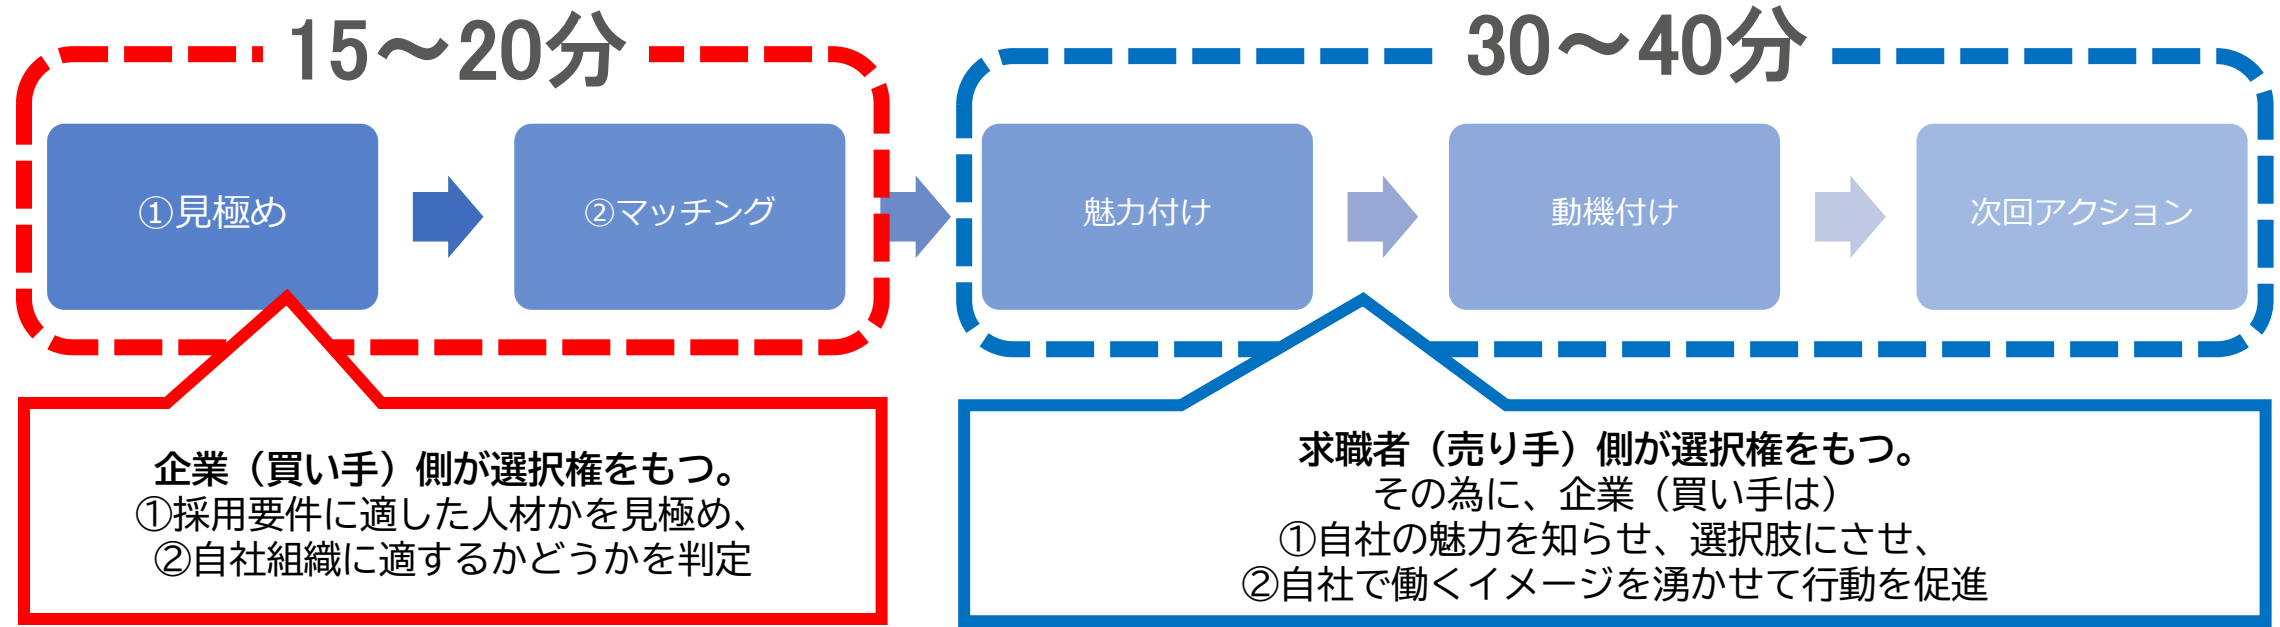 15～20分
30～40分
①見極め
②マッチング
魅力付け
動機付け
次回アクション
企業（買い手）側が選択権をもつ。
①採用要件に適した人材かを見極め、
②自社組織に適するかどうかを判定
求職者（売り手）側が選択権をもつ。
その為に、企業（買い手は）
①自社の魅力を知らせ、選択肢にさせ、
②自社で働くイメージを湧かせて行動を促進